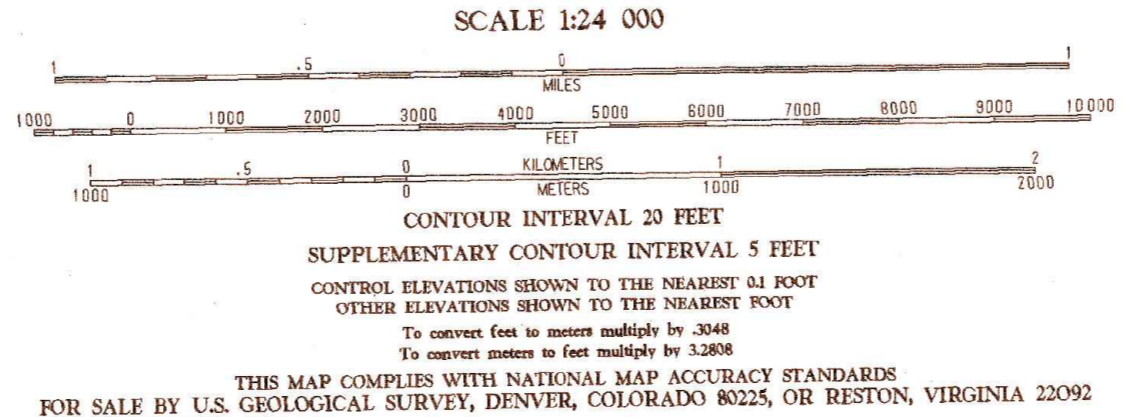 SCALE 1:24 000
1 .5 0 1
MILES
1000 0 1000 2000 3000 4000 5000 6000 7000 8000 9000 10000
FEET
1 .5 0 KILOMETERS 1 2
1000 0 METERS 1000 2000
CONTOUR INTERVAL 20 FEET
SUPPLEMENTARY CONTOUR INTERVAL 5 FEET
CONTROL ELEVATIONS SHOWN TO THE NEAREST 0.1 FOOT
OTHER ELEVATIONS SHOWN TO THE NEAREST FOOT
To convert feet to meters multiply by .3048
To convert meters to feet multiply by 3.2808
THIS MAP COMPLIES WITH NATIONAL MAP ACCURACY STANDARDS
FOR SALE BY U.S. GEOLOGICAL SURVEY, DENVER, COLORADO 80225, OR RESTON, VIRGINIA 22092